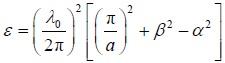 ε = (λ₀/2π)² [(π/a)² + β² − α²]